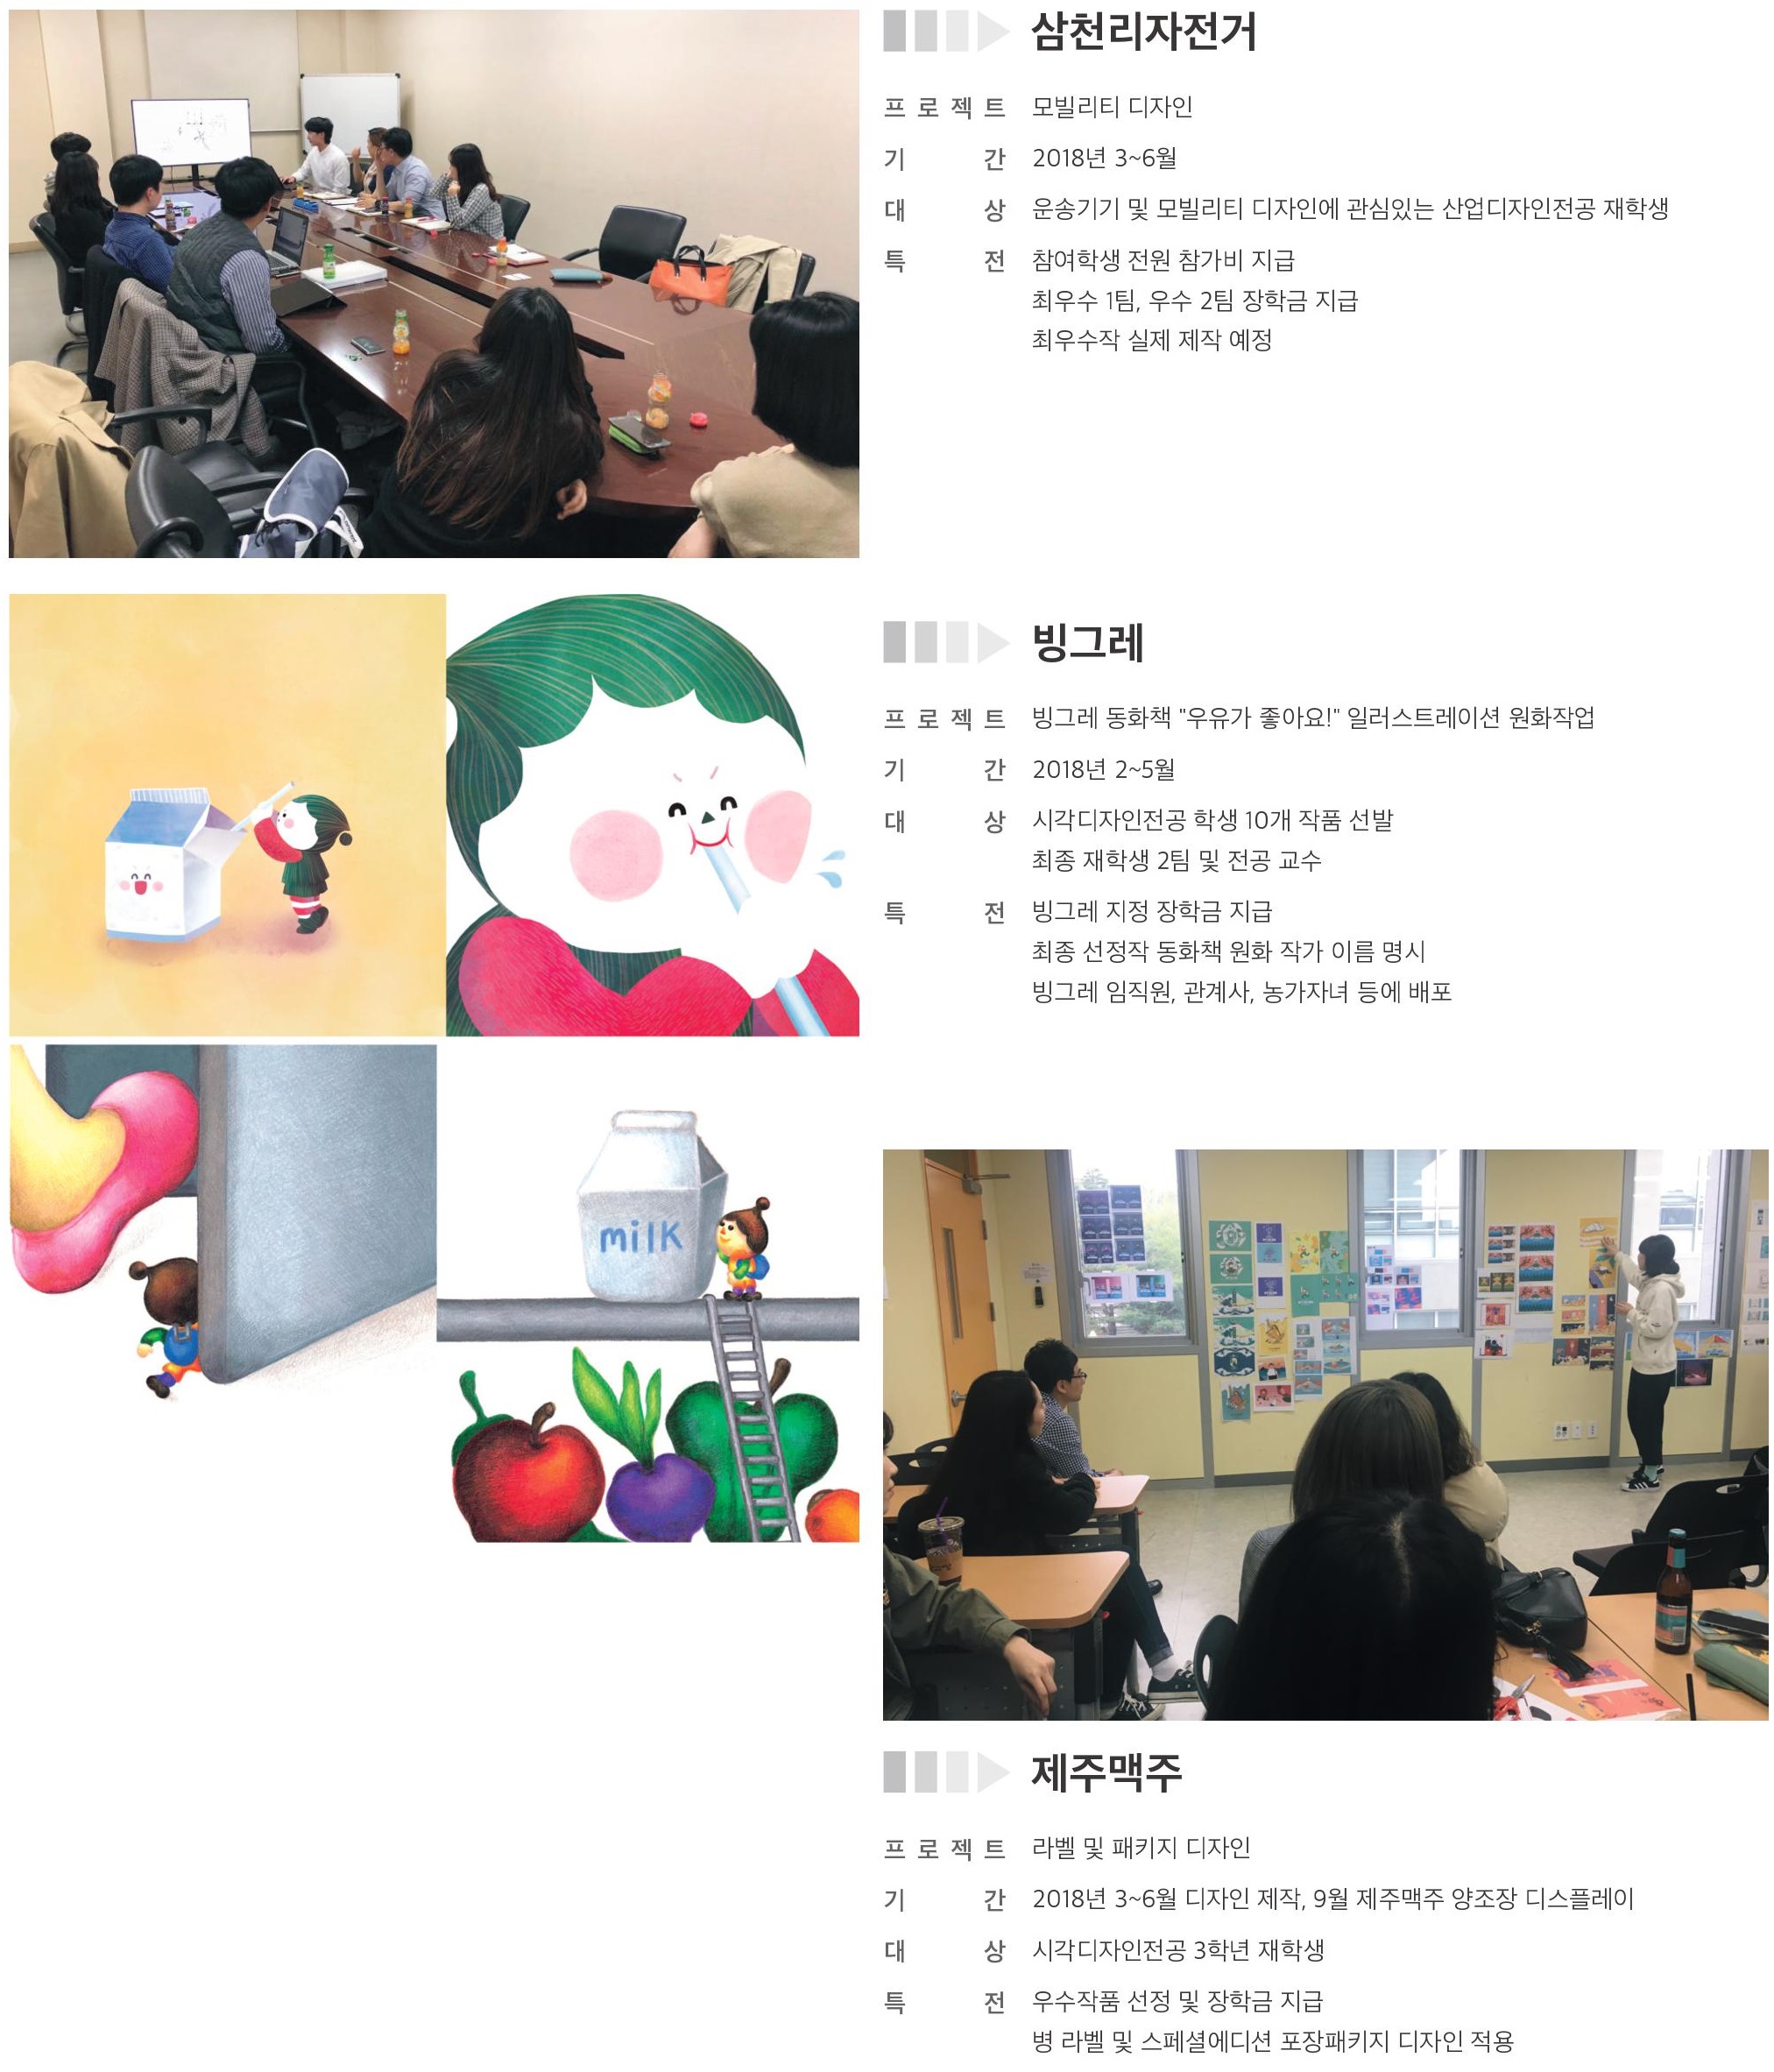 삼천리자전거
프로젝트 모빌리티 디자인
기간 2018년 3~6월
대상 운송기기 및 모빌리티 디자인에 관심있는 산업디자인전공 재학생
특전 참여학생 전원 참가비 지급
최우수 1팀, 우수 2팀 장학금 지급
최우수작 실제 제작 예정
빙그레
프로젝트 빙그레 동화책 "우유가 좋아요!" 일러스트레이션 원화작업
기간 2018년 2~5월
대상 시각디자인전공 학생 10개 작품 선발
최종 재학생 2팀 및 전공 교수
특전 빙그레 지정 장학금 지급
최종 선정작 동화책 원화 작가 이름 명시
빙그레 임직원, 관계사, 농가자녀 등에 배포
milk
제주맥주
프로젝트 라벨 및 패키지 디자인
기간 2018년 3~6월 디자인 제작, 9월 제주맥주 양조장 디스플레이
대상 시각디자인전공 3학년 재학생
특전 우수작품 선정 및 장학금 지급
병 라벨 및 스페셜에디션 포장패키지 디자인 적용